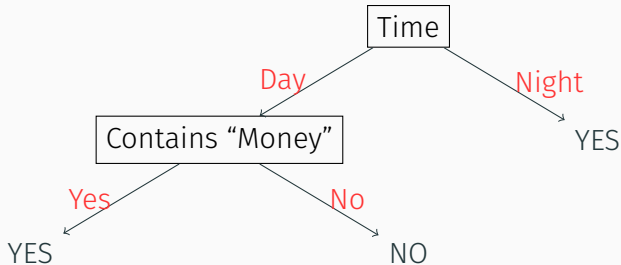 Time
Day
Night
Contains “Money”
YES
Yes
No
YES
NO